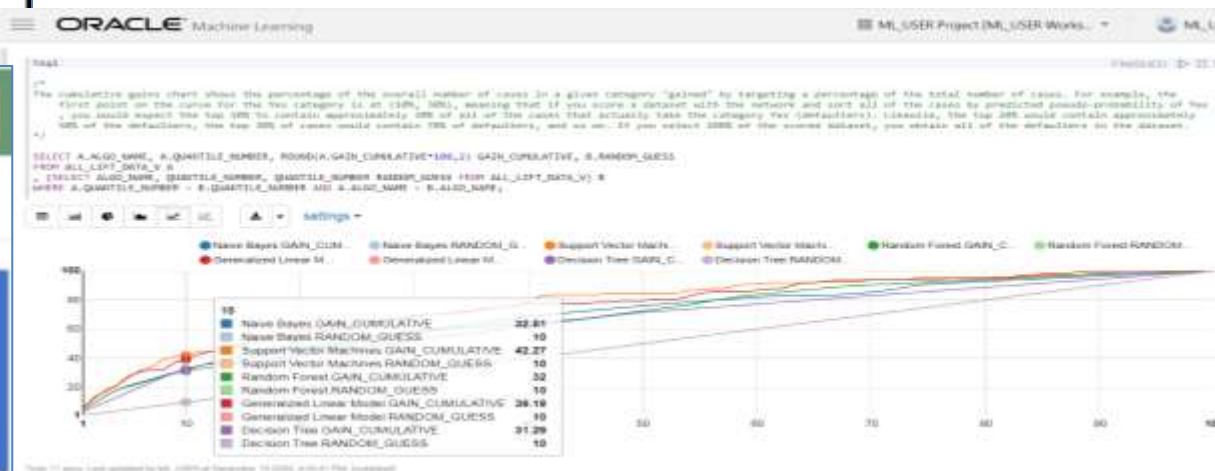 ORACLE Machine Learning
ML_USER Project [ML_USER Works...
ML_U
%sql
/*
The cumulative gains chart shows the percentage of the overall number of cases in a given category "gained" by targeting a percentage of the total number of cases. For example, the
first point on the curve for the Yes category is at (10%, 30%), meaning that if you score a dataset with the network and sort all of the cases by predicted pseudo-probability of Yes
, you would expect the top 10% to contain approximately 30% of all of the cases that actually take the category Yes (defaulters). Likewise, the top 20% would contain approximately
50% of the defaulters, the top 30% of cases would contain 70% of defaulters, and so on. If you select 100% of the scored dataset, you obtain all of the defaulters in the dataset.
*/
SELECT A.ALGO_NAME, A.QUANTILE_NUMBER, ROUND(A.GAIN_CUMULATIVE*100,2) GAIN_CUMULATIVE, B.RANDOM_GUESS
FROM ALL_LIFT_DATA_V A
, (SELECT ALGO_NAME, QUANTILE_NUMBER, QUANTILE_NUMBER RANDOM_GUESS FROM ALL_LIFT_DATA_V) B
WHERE A.QUANTILE_NUMBER = B.QUANTILE_NUMBER AND A.ALGO_NAME = B.ALGO_NAME;
settings
Naive Bayes GAIN_CUM... Naive Bayes RANDOM_G... Support Vector Machi... Support Vector Machi... Random Forest GAIN_C... Random Forest RANDOM...
Generalized Linear M... Generalized Linear M... Decision Tree GAIN_C... Decision Tree RANDOM...
100
80
60
40
20
1
10
Naive Bayes GAIN_CUMULATIVE 32.81
Naive Bayes RANDOM_GUESS 10
Support Vector Machines GAIN_CUMULATIVE 42.27
Support Vector Machines RANDOM_GUESS 10
Random Forest GAIN_CUMULATIVE 32
Random Forest RANDOM_GUESS 10
Generalized Linear Model GAIN_CUMULATIVE 39.18
Generalized Linear Model RANDOM_GUESS 10
Decision Tree GAIN_CUMULATIVE 31.29
Decision Tree RANDOM_GUESS 10
1 10 50 60 70 80 90